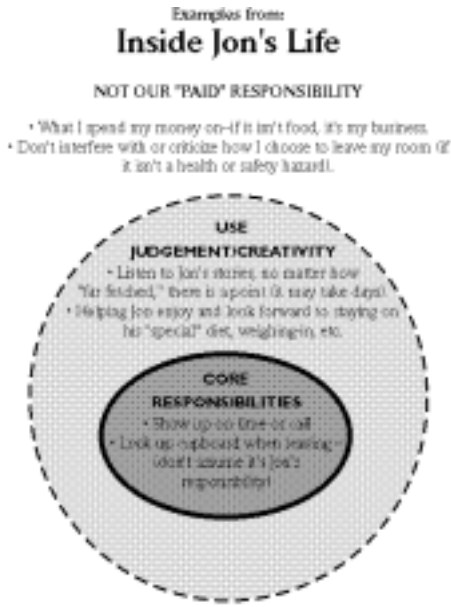 Examples from:
Inside Jon's Life
NOT OUR "PAID" RESPONSIBILITY
• What I spend my money on–if it isn't food, it's my business.
• Don't interfere with or criticize how I choose to leave my room (if
it isn't a health or safety hazard).
USE
JUDGEMENT/CREATIVITY
• Listen to Jon's stories, no matter how
"far fetched," there is a point (it may take days).
• Helping Jon enjoy and look forward to staying on
his "special" diet, weighing-in, etc.
CORE
RESPONSIBILITIES
• Show up on time or call
• Lock up cupboard when leaving–
(don't assume it's Jon's
responsibility)